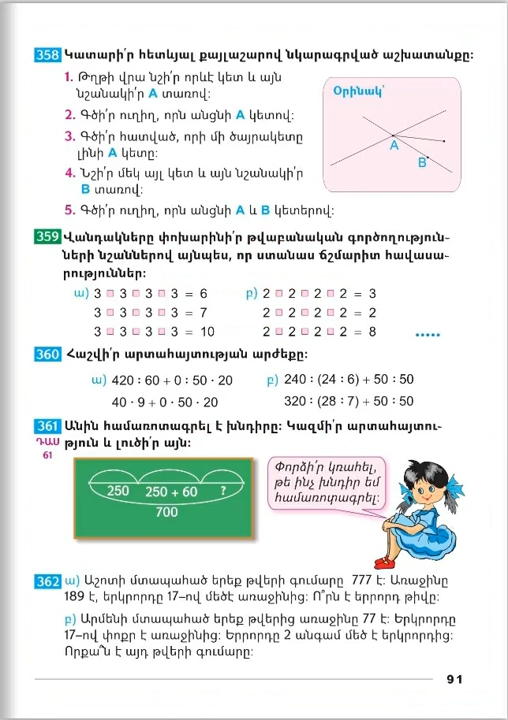 358 Կատարի՛ր հետևյալ քայլաշարով նկարագրված աշխատանքը։
1. Թղթի վրա նշի՛ր որևէ կետ և այն
նշանակի՛ր A տառով։
2. Գծի՛ր ուղիղ, որն անցնի A կետով։
3. Գծի՛ր հատված, որի մի ծայրակետը
լինի A կետը։
4. Նշի՛ր մեկ այլ կետ և այն նշանակի՛ր
B տառով։
5. Գծի՛ր ուղիղ, որն անցնի A և B կետերով։
Օրինակ՝
A
B
359 Վանդակները փոխարինի՛ր թվաբանական գործողություն-
ների նշաններով այնպես, որ ստանաս ճշմարիտ հավասա-
րություններ։
ա) 3 □ 3 □ 3 □ 3 = 6
3 □ 3 □ 3 □ 3 = 7
3 □ 3 □ 3 □ 3 = 10
բ) 2 □ 2 □ 2 □ 2 = 3
2 □ 2 □ 2 □ 2 = 2
2 □ 2 □ 2 □ 2 = 8 .....
360 Հաշվի՛ր արտահայտության արժեքը։
ա) 420 : 60 + 0 : 50 · 20
40 · 9 + 0 · 50 · 20
բ) 240 : (24 : 6) + 50 : 50
320 : (28 : 7) + 50 : 50
361 Անին համառոտագրել է խնդիրը։ Կազմի՛ր արտահայտու-
ԴԱՍ թյուն և լուծի՛ր այն։
61
250 250 + 60 ?
700
Փորձի՛ր կռահել,
թե ինչ խնդիր եմ
համառոտագրել։
362 ա) Աշոտի մտապահած երեք թվերի գումարը 777 է։ Առաջինը
189 է, երկրորդը 17–ով մեծէ առաջինից։ Ո՞րն է երրորդ թիվը։
բ) Արմենի մտապահած երեք թվերից առաջինը 77 է։ Երկրորդը
17–ով փոքր է առաջինից։ Երրորդը 2 անգամ մեծ է երկրորդից։
Որքա՞ն է այդ թվերի գումարը։
91